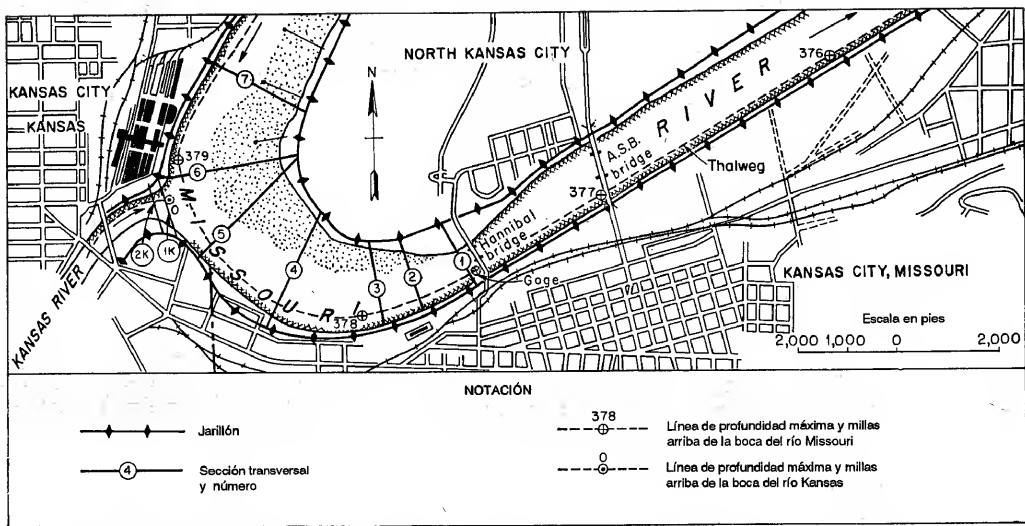 NORTH KANSAS CITY
KANSAS CITY
KANSAS
N
7
379
6
0
5
4
2K
1K
3
2
1
MISSOURI
RIVER
376
A.S.B.
bridge
377
Thalweg
Hannibal
bridge
Gage
378
KANSAS RIVER
KANSAS CITY, MISSOURI
Escala en pies
2,000 1,000 0 2,000
NOTACIÓN
Jarillón
4
Sección transversal
y número
378
Línea de profundidad máxima y millas
arriba de la boca del río Missouri
0
Línea de profundidad máxima y millas
arriba de la boca del río Kansas